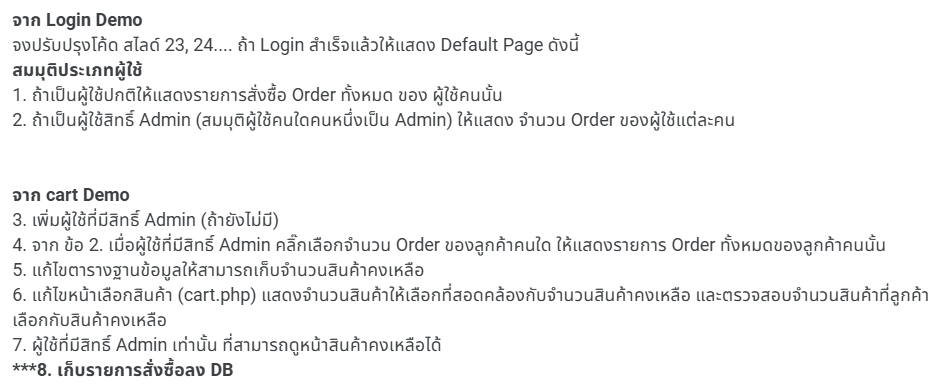 จาก Login Demo
จงปรับปรุงโค้ด สไลด์ 23, 24.... ถ้า Login สำเร็จแล้วให้แสดง Default Page ดังนี้
สมมุติประเภทผู้ใช้
1. ถ้าเป็นผู้ใช้ปกติให้แสดงรายการสั่งซื้อ Order ทั้งหมด ของ ผู้ใช้คนนั้น
2. ถ้าเป็นผู้ใช้สิทธิ์ Admin (สมมุติผู้ใช้คนใดคนหนึ่งเป็น Admin) ให้แสดง จำนวน Order ของผู้ใช้แต่ละคน
จาก cart Demo
3. เพิ่มผู้ใช้ที่มีสิทธิ์ Admin (ถ้ายังไม่มี)
4. จาก ข้อ 2. เมื่อผู้ใช้ที่มีสิทธิ์ Admin คลิ๊กเลือกจำนวน Order ของลูกค้าคนใด ให้แสดงรายการ Order ทั้งหมดของลูกค้าคนนั้น
5. แก้ไขตารางฐานข้อมูลให้สามารถเก็บจำนวนสินค้าคงเหลือ
6. แก้ไขหน้าเลือกสินค้า (cart.php) แสดงจำนวนสินค้าให้เลือกที่สอดคล้องกับจำนวนสินค้าคงเหลือ และตรวจสอบจำนวนสินค้าที่ลูกค้า
เลือกกับสินค้าคงเหลือ
7. ผู้ใช้ที่มีสิทธิ์ Admin เท่านั้น ที่สามารถดูหน้าสินค้าคงเหลือได้
***8. เก็บรายการสั่งซื้อลง DB